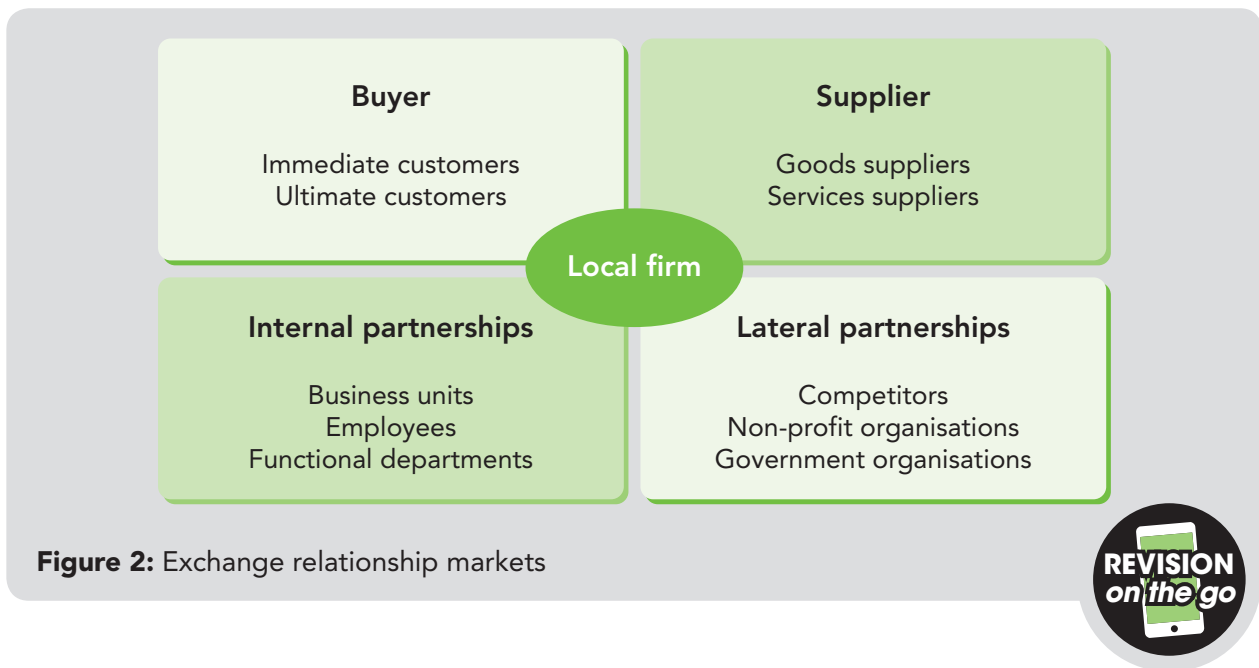 Buyer
Immediate customers
Ultimate customers
Supplier
Goods suppliers
Services suppliers
Local firm
Internal partnerships
Business units
Employees
Functional departments
Lateral partnerships
Competitors
Non-profit organisations
Government organisations
Figure 2: Exchange relationship markets
REVISION
on the go